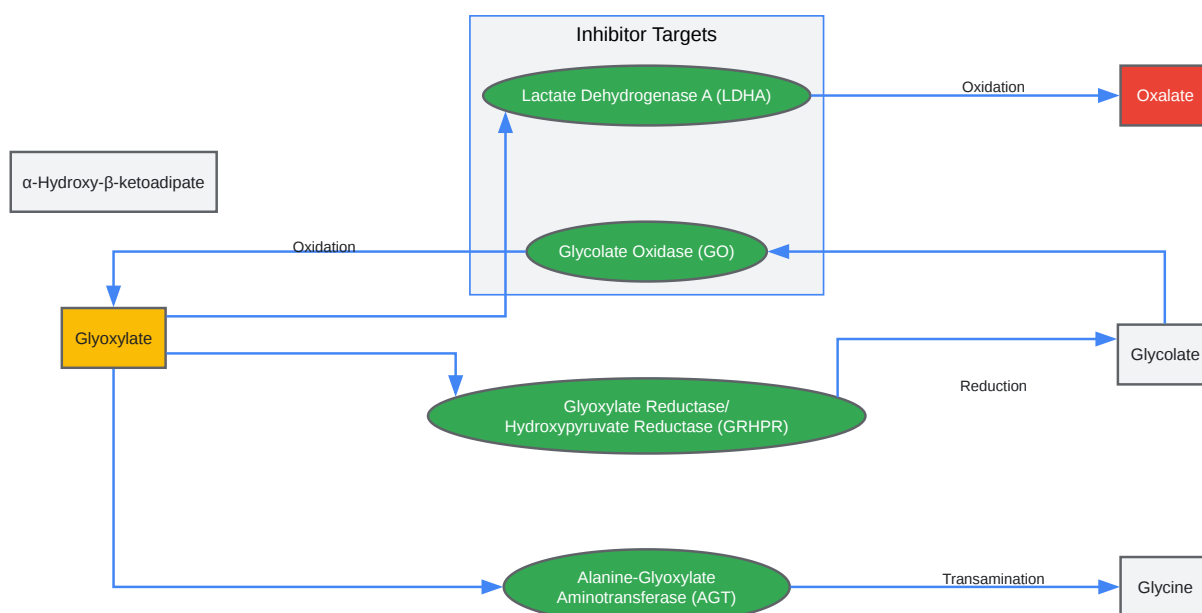 Inhibitor Targets
Lactate Dehydrogenase A (LDHA)
Oxidation
Oxalate
α-Hydroxy-β-ketoadipate
Oxidation
Glycolate Oxidase (GO)
Glyoxylate
Glycolate
Reduction
Glyoxylate Reductase/
Hydroxypyruvate Reductase (GRHPR)
Alanine-Glyoxylate
Aminotransferase (AGT)
Transamination
Glycine